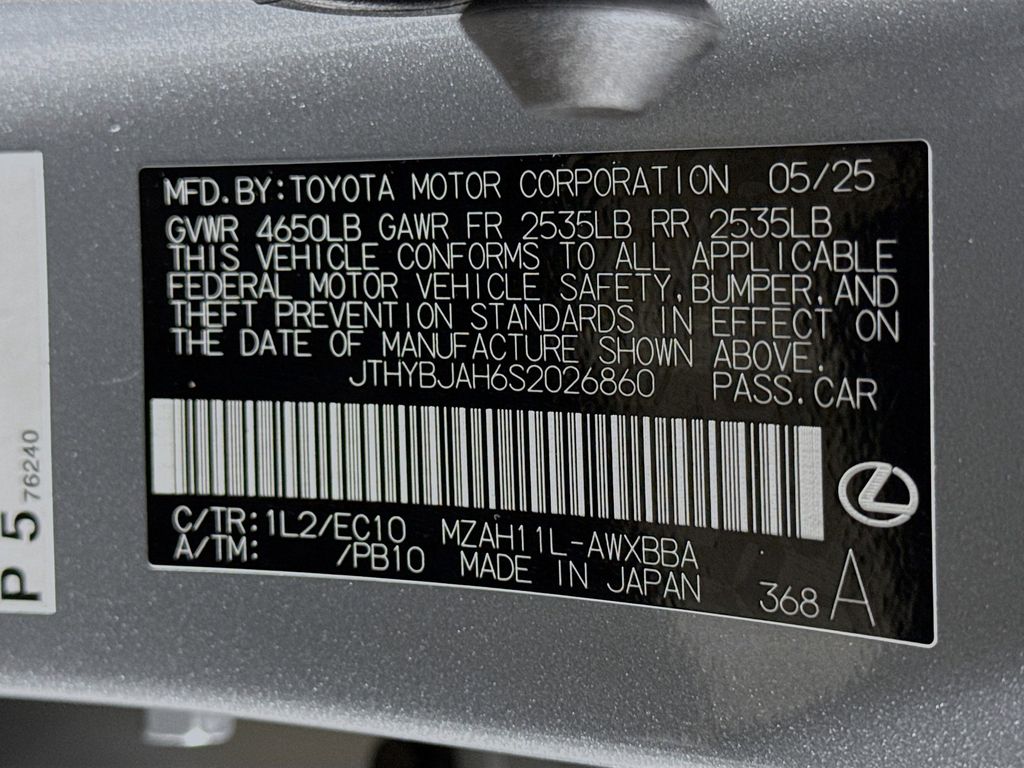 MFD.BY:TOYOTA MOTOR CORPORATION 05/25
GVWR 4650LB GAWR FR 2535LB RR 2535LB
THIS VEHICLE CONFORMS TO ALL APPLICABLE
FEDERAL MOTOR VEHICLE SAFETY,BUMPER,AND
THEFT PREVENTION STANDARDS IN EFFECT ON
THE DATE OF MANUFACTURE SHOWN ABOVE.
JTHYBJAH6S2026860 PASS.CAR
C/TR:1L2/EC10 MZAH11L-AWXBBA
A/TM: /PB10 MADE IN JAPAN
368 A
P 5 76240